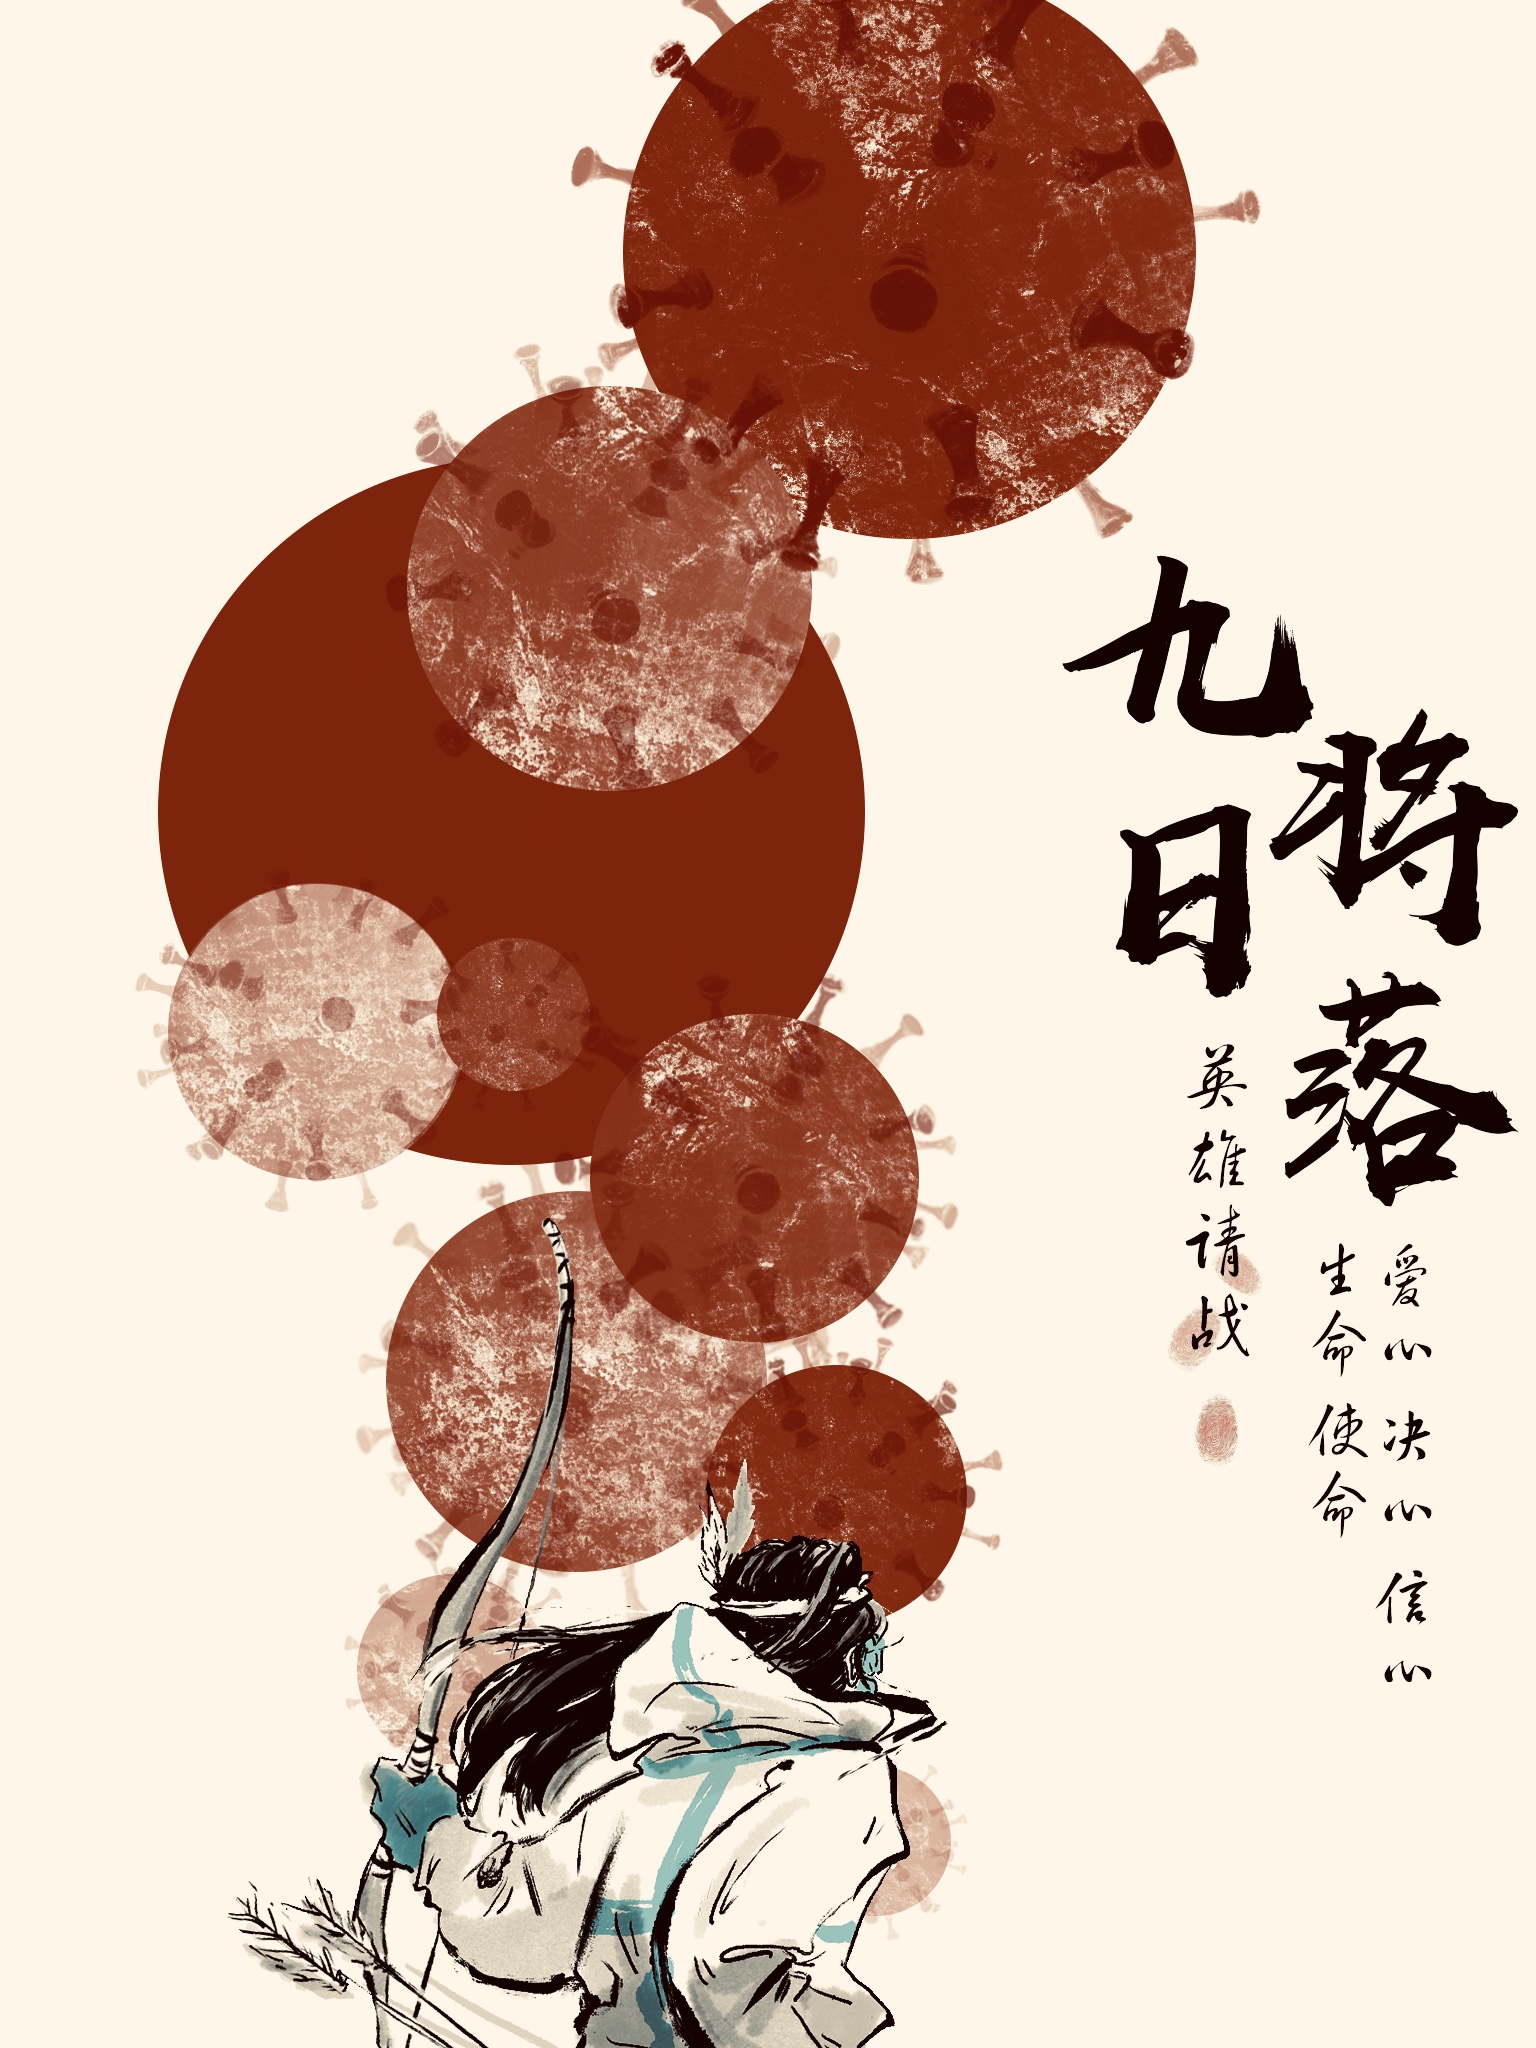 九日
将落
英雄请战
爱心 决心 信心
生命 使命